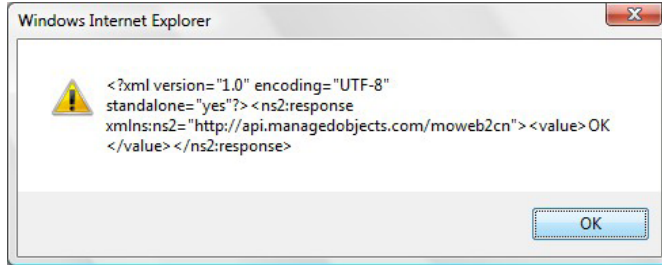 Windows Internet Explorer
<?xml version="1.0" encoding="UTF-8"
standalone="yes"?><ns2:response
xmlns:ns2="http://api.managedobjects.com/moweb2cn"><value>OK
</value></ns2:response>
OK